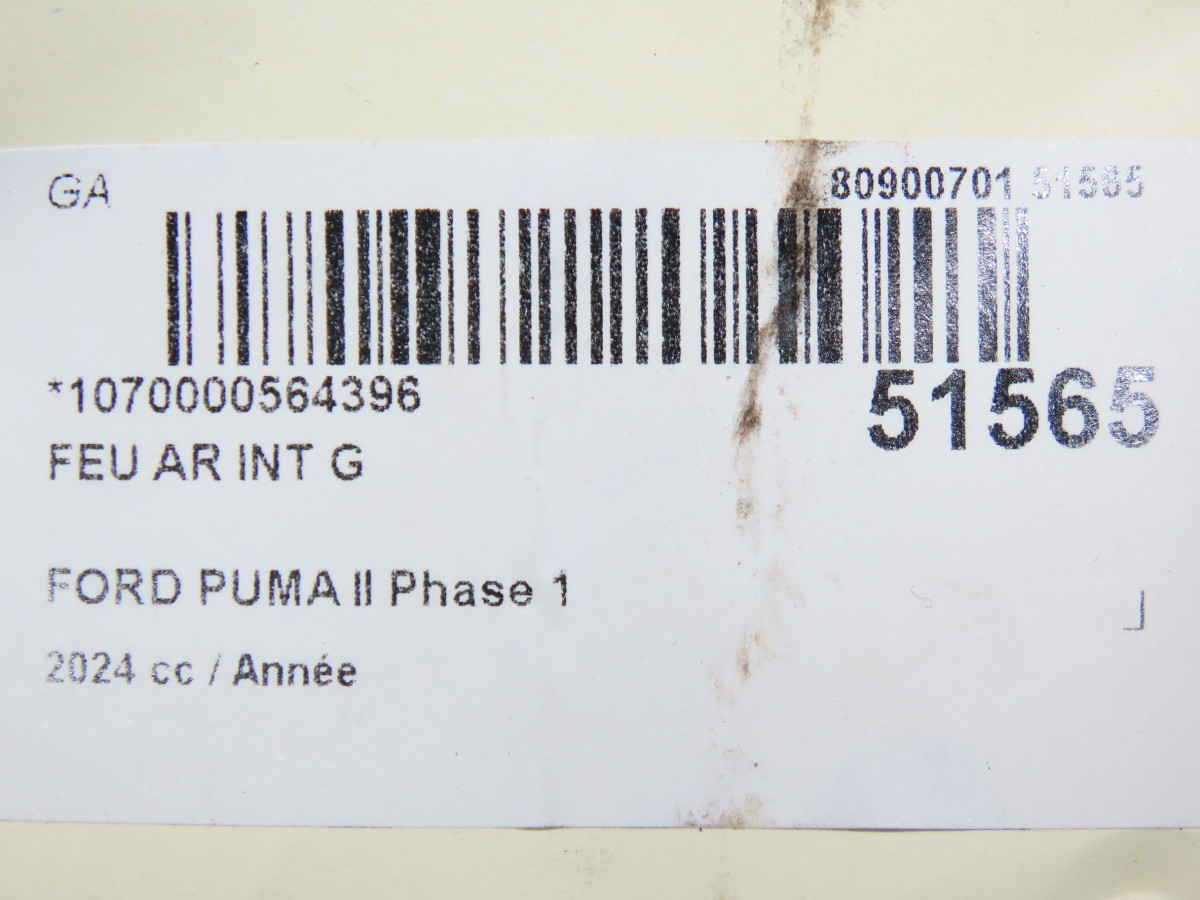 GA
80900701 51565
*1070000564396
51565
FEU AR INT G
FORD PUMA II Phase 1
2024 cc / Année